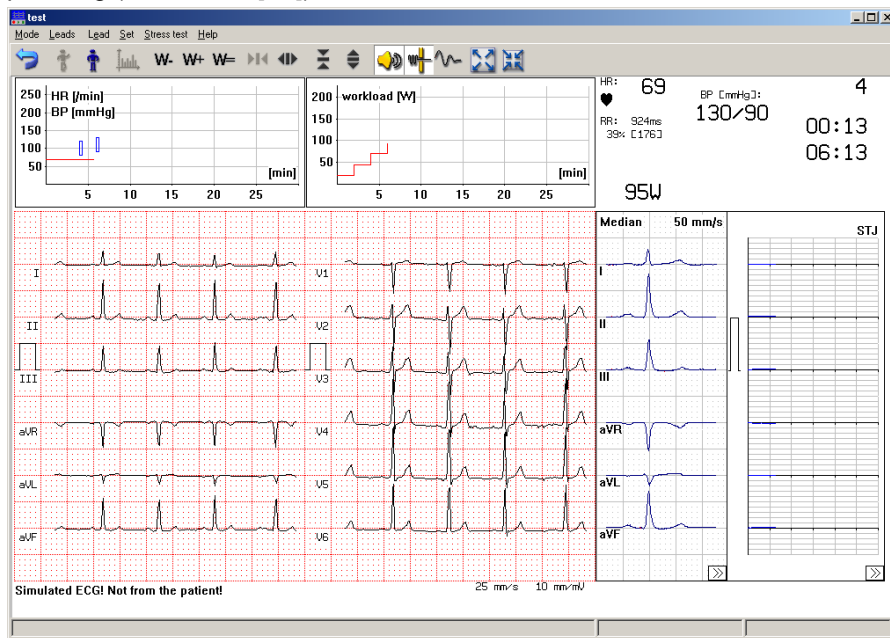 test
Mode Leads Lead Set Stress test Help
W- W+ W=
250 HR [/min]
200 BP [mmHg]
150
100
50
[min]
5 10 15 20 25
200 workload [W]
150
100
50
[min]
5 10 15 20 25
HR: 69
RR: 924ms
39% [176]
BP [mmHg]:
130/90
4
00:13
06:13
95W
I
II
III
aVR
aVL
aVF
V1
V2
V3
V4
V5
V6
Median 50 mm/s
I
II
III
aVR
aVL
aVF
STJ
Simulated ECG! Not from the patient!
25 mm/s 10 mm/mV